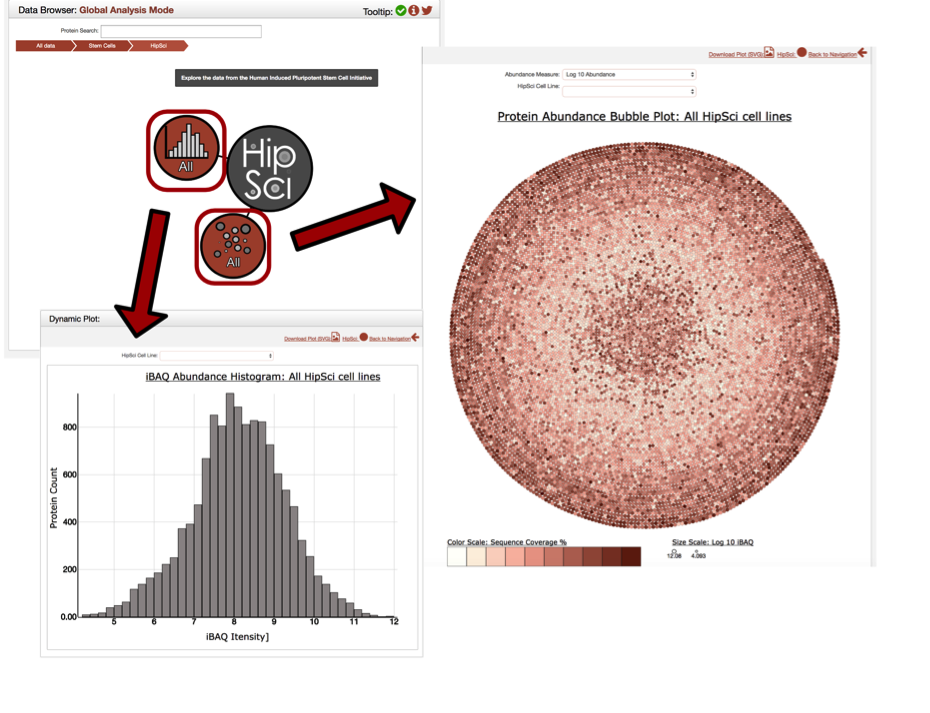 Data Browser: Global Analysis Mode
Tooltip:
Protein Search:
All data
Stem Cells
HipSci
Explore the data from the Human Induced Pluripotent Stem Cell Initiative
All
Hip
Sci
All
Download Plot (SVG)
HipSci:
Back to Navigation
Abundance Measure: Log 10 Abundance
HipSci Cell Line:
Protein Abundance Bubble Plot: All HipSci cell lines
Color Scale: Sequence Coverage %
Size Scale: Log 10 iBAQ
12.08 4.093
Dynamic Plot:
Download Plot (SVG)
HipSci:
Back to Navigation
HipSci Cell Line:
iBAQ Abundance Histogram: All HipSci cell lines
Protein Count
800
600
400
200
0.00
5 6 7 8 9 10 11 12
iBAQ Itensity]